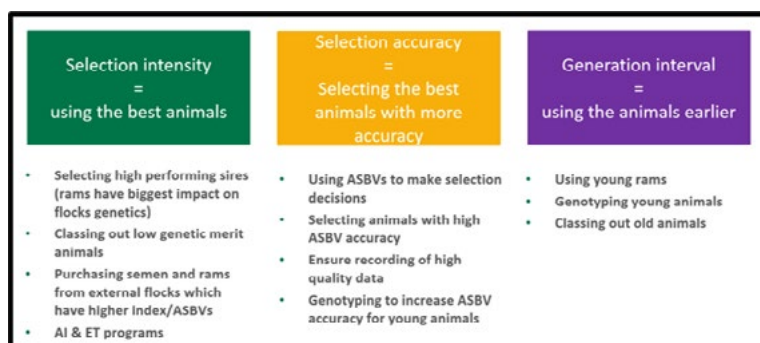 Selection intensity
=
using the best animals
Selecting high performing sires
(rams have biggest impact on
flocks genetics)
Classing out low genetic merit
animals
Purchasing semen and rams
from external flocks which
have higher index/ASBVs
AI & ET programs
Selection accuracy
=
Selecting the best
animals with more
accuracy
Using ASBVs to make selection
decisions
Selecting animals with high
ASBV accuracy
Ensure recording of high
quality data
Genotyping to increase ASBV
accuracy for young animals
Generation interval
=
using the animals earlier
Using young rams
Genotyping young animals
Classing out old animals